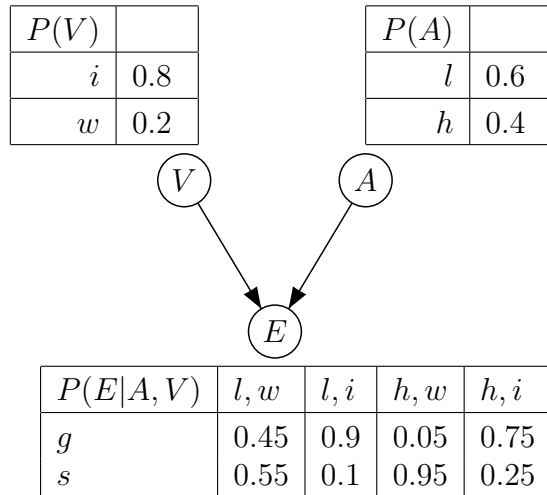 P(V) P(A)
i 0.8 l 0.6
w 0.2 h 0.4
V A
E
P(E|A, V) l, w l, i h, w h, i
g 0.45 0.9 0.05 0.75
s 0.55 0.1 0.95 0.25